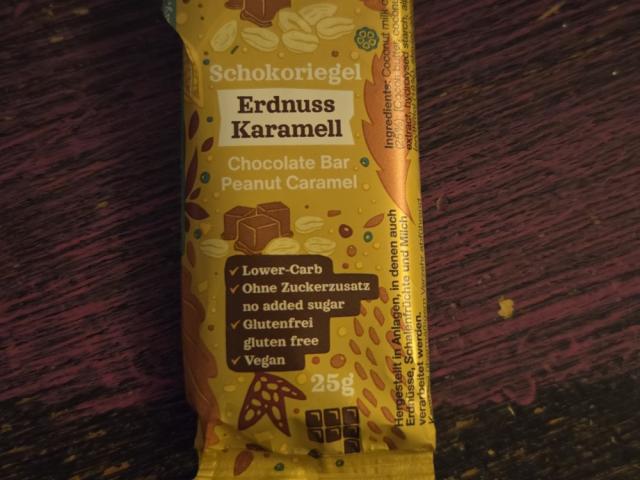 Schokoriegel
Erdnuss
Karamell
Chocolate Bar
Peanut Caramel
✓ Lower-Carb
✓ Ohne Zuckerzusatz
no added sugar
✓ Glutenfrei
gluten free
✓ Vegan
25g
Ingredients: Coconut milk
Hergestellt in Anlagen, in denen auch
Erdnüsse, Schalenfrüchte und Milch
verarbeitet werden.